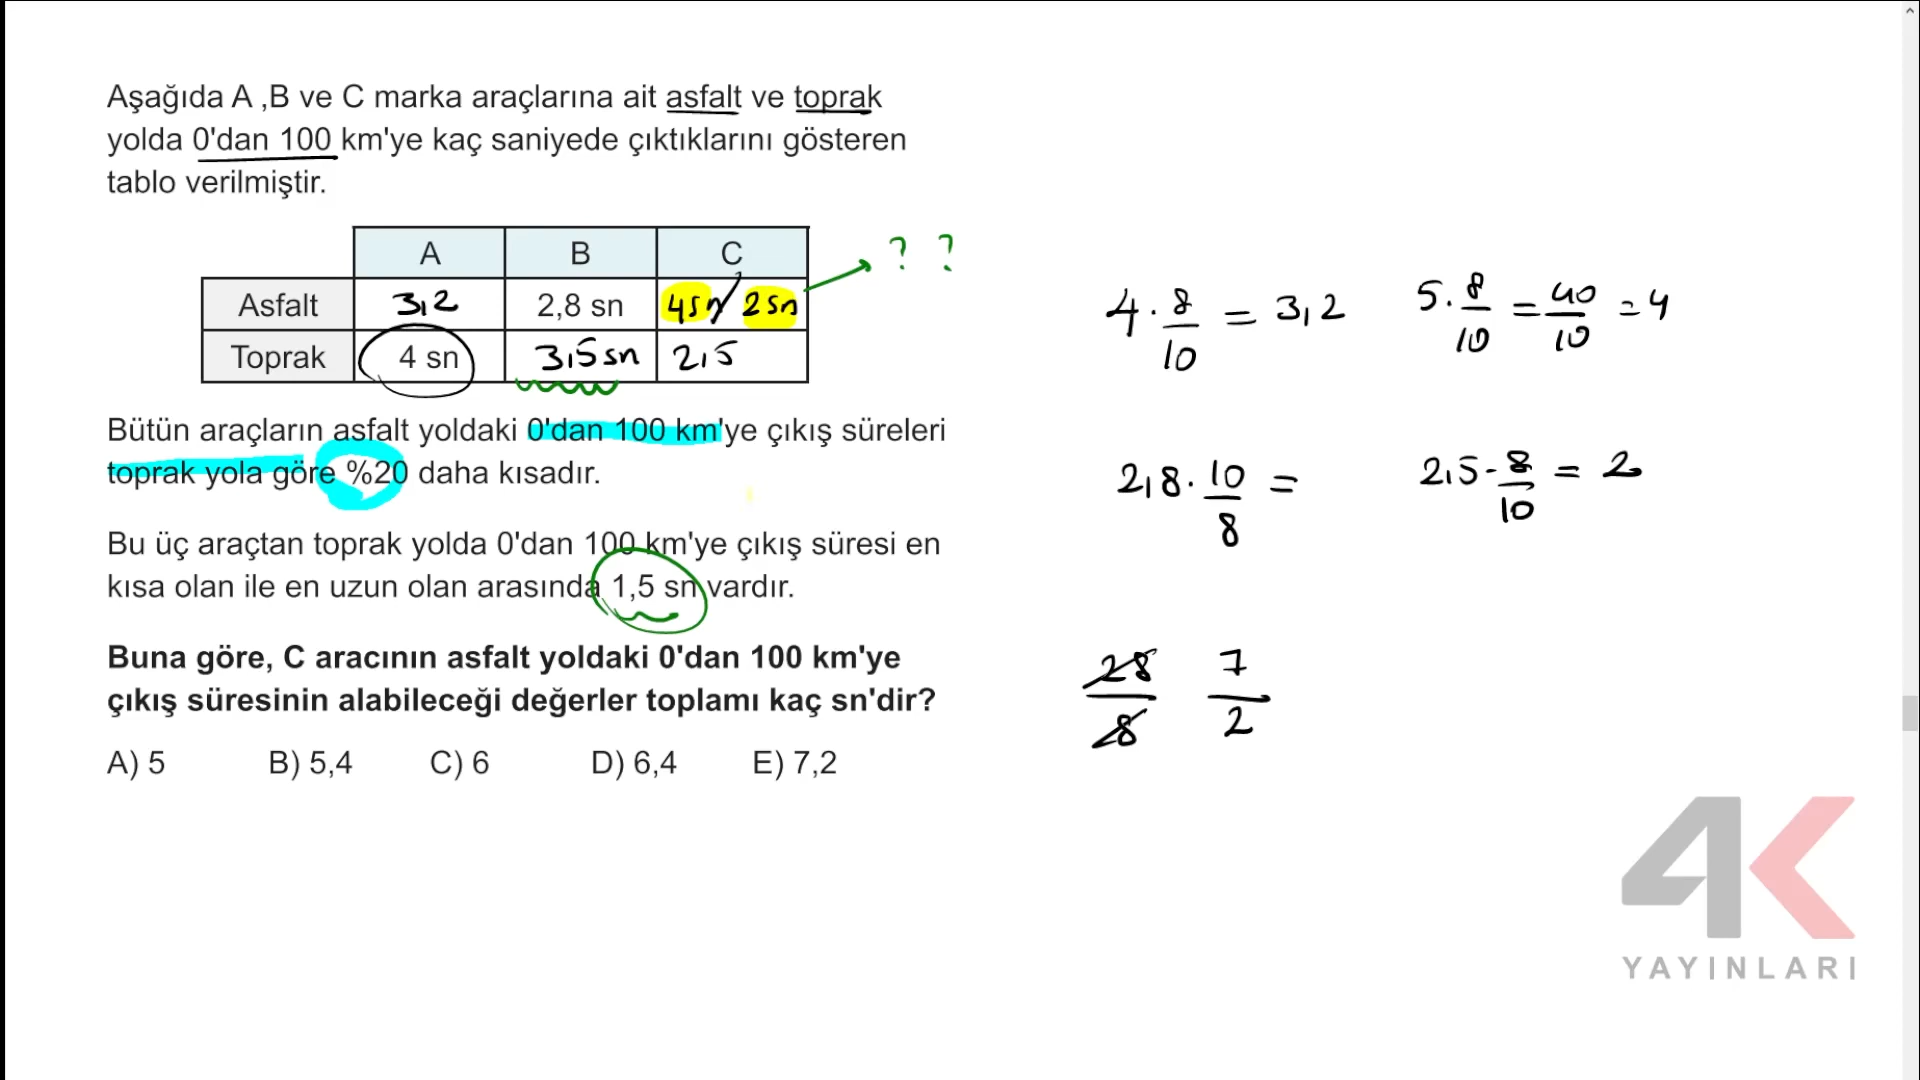 Aşağıda A ,B ve C marka araçlarına ait asfalt ve toprak
yolda 0'dan 100 km'ye kaç saniyede çıktıklarını gösteren
tablo verilmiştir.
A B C ? ?
Asfalt 3,2 2,8 sn 4sn / 2sn
Toprak 4 sn 3,5 sn 2,5
Bütün araçların asfalt yoldaki 0'dan 100 km'ye çıkış süreleri
toprak yola göre %20 daha kısadır.
Bu üç araçtan toprak yolda 0'dan 100 km'ye çıkış süresi en
kısa olan ile en uzun olan arasında 1,5 sn vardır.
Buna göre, C aracının asfalt yoldaki 0'dan 100 km'ye
çıkış süresinin alabileceği değerler toplamı kaç sn'dir?
A) 5 B) 5,4 C) 6 D) 6,4 E) 7,2
4 · 8/10 = 3,2
5 · 8/10 = 40/10 = 4
2,8 · 10/8 =
2,5 · 8/10 = 2
28/8 7/2
4K
YAYINLARI